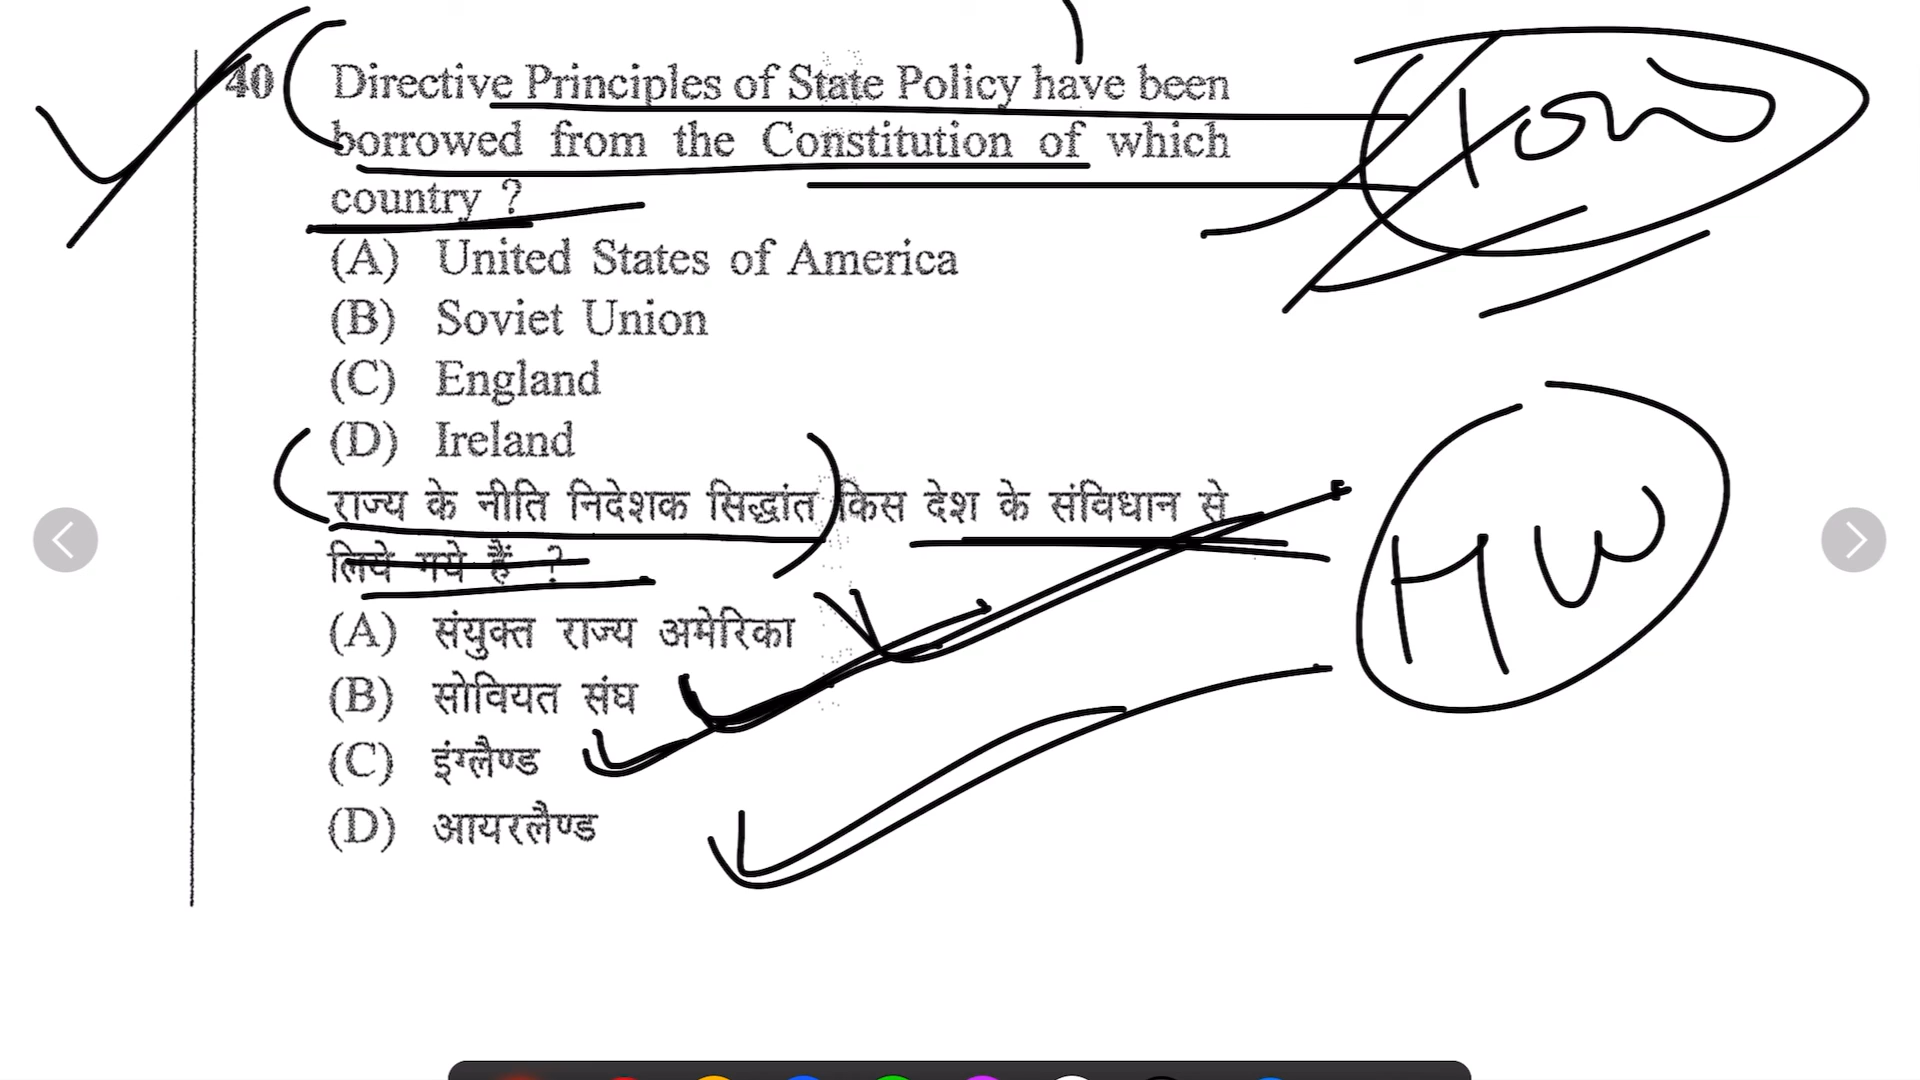 40 Directive Principles of State Policy have been
borrowed from the Constitution of which
country ?
(A) United States of America
(B) Soviet Union
(C) England
(D) Ireland
राज्य के नीति निदेशक सिद्धांत किस देश के संविधान से
लिये गये हैं ?
(A) संयुक्त राज्य अमेरिका
(B) सोवियत संघ
(C) इंग्लैण्ड
(D) आयरलैण्ड
HW